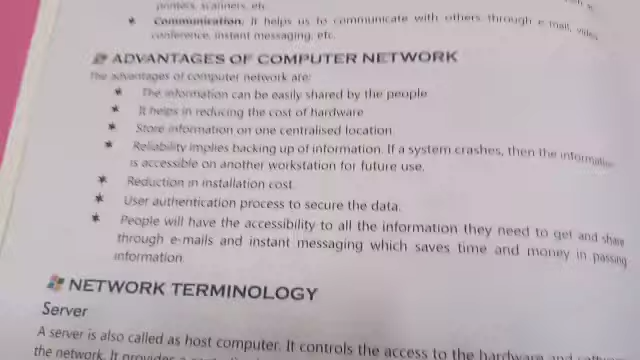 printers, scanners, etc.
* Communication. It helps us to communicate with others through e-mail, video
conference, instant messaging, etc.
ADVANTAGES OF COMPUTER NETWORK
The advantages of computer network are:
* The information can be easily shared by the people
* It helps in reducing the cost of hardware
* Store information on one centralised location
* Reliability implies backing up of information. If a system crashes, then the information
is accessible on another workstation for future use.
* Reduction in installation cost.
* User authentication process to secure the data.
* People will have the accessibility to all the information they need to get and share
through e-mails and instant messaging which saves time and money in passing
information
NETWORK TERMINOLOGY
Server
A server is also called as host computer. It controls the access to the hardware and
the network. It provides a